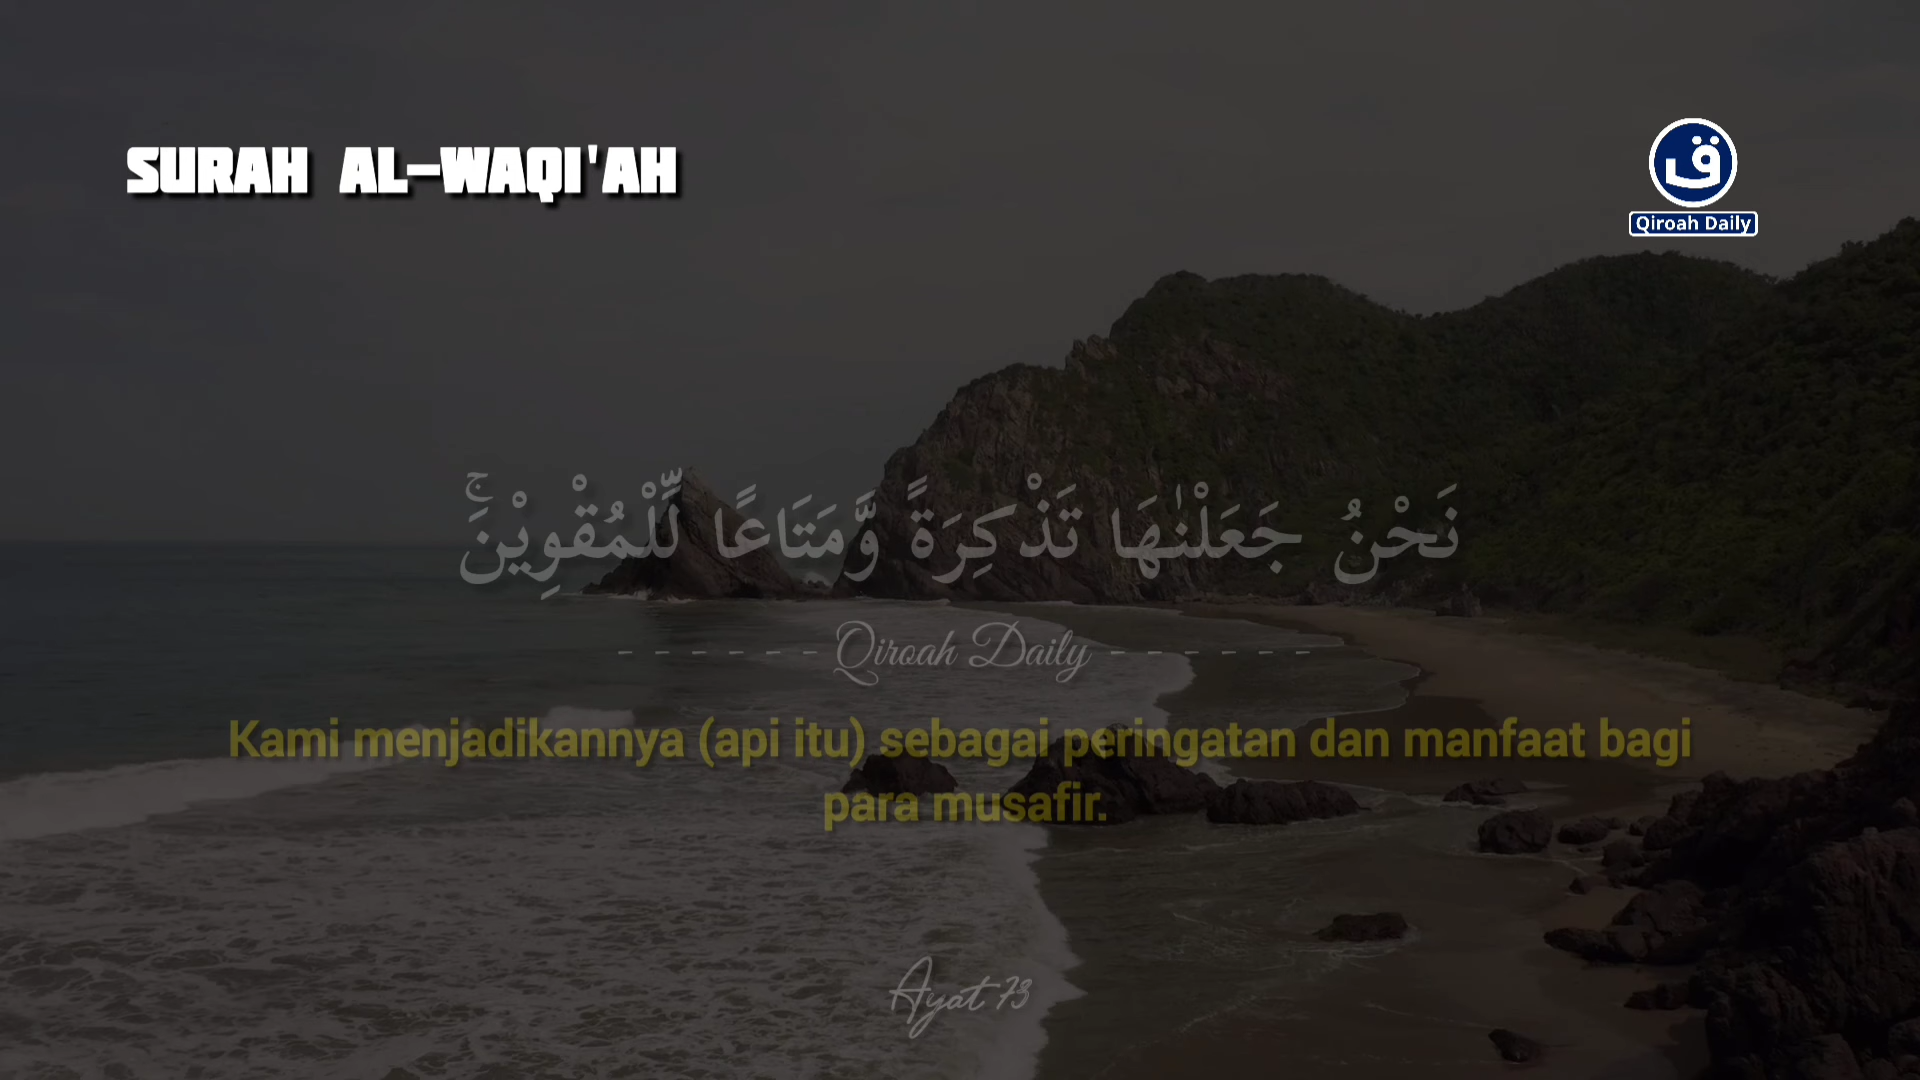 SURAH AL-WAQI'AH
ق
Qiroah Daily
نَحْنُ جَعَلْنٰهَا تَذْكِرَةً وَّمَتَاعًا لِّلْمُقْوِيْنَۚ
- - - - - - Qiroah Daily - - - - - -
Kami menjadikannya (api itu) sebagai peringatan dan manfaat bagi
para musafir.
Ayat 73